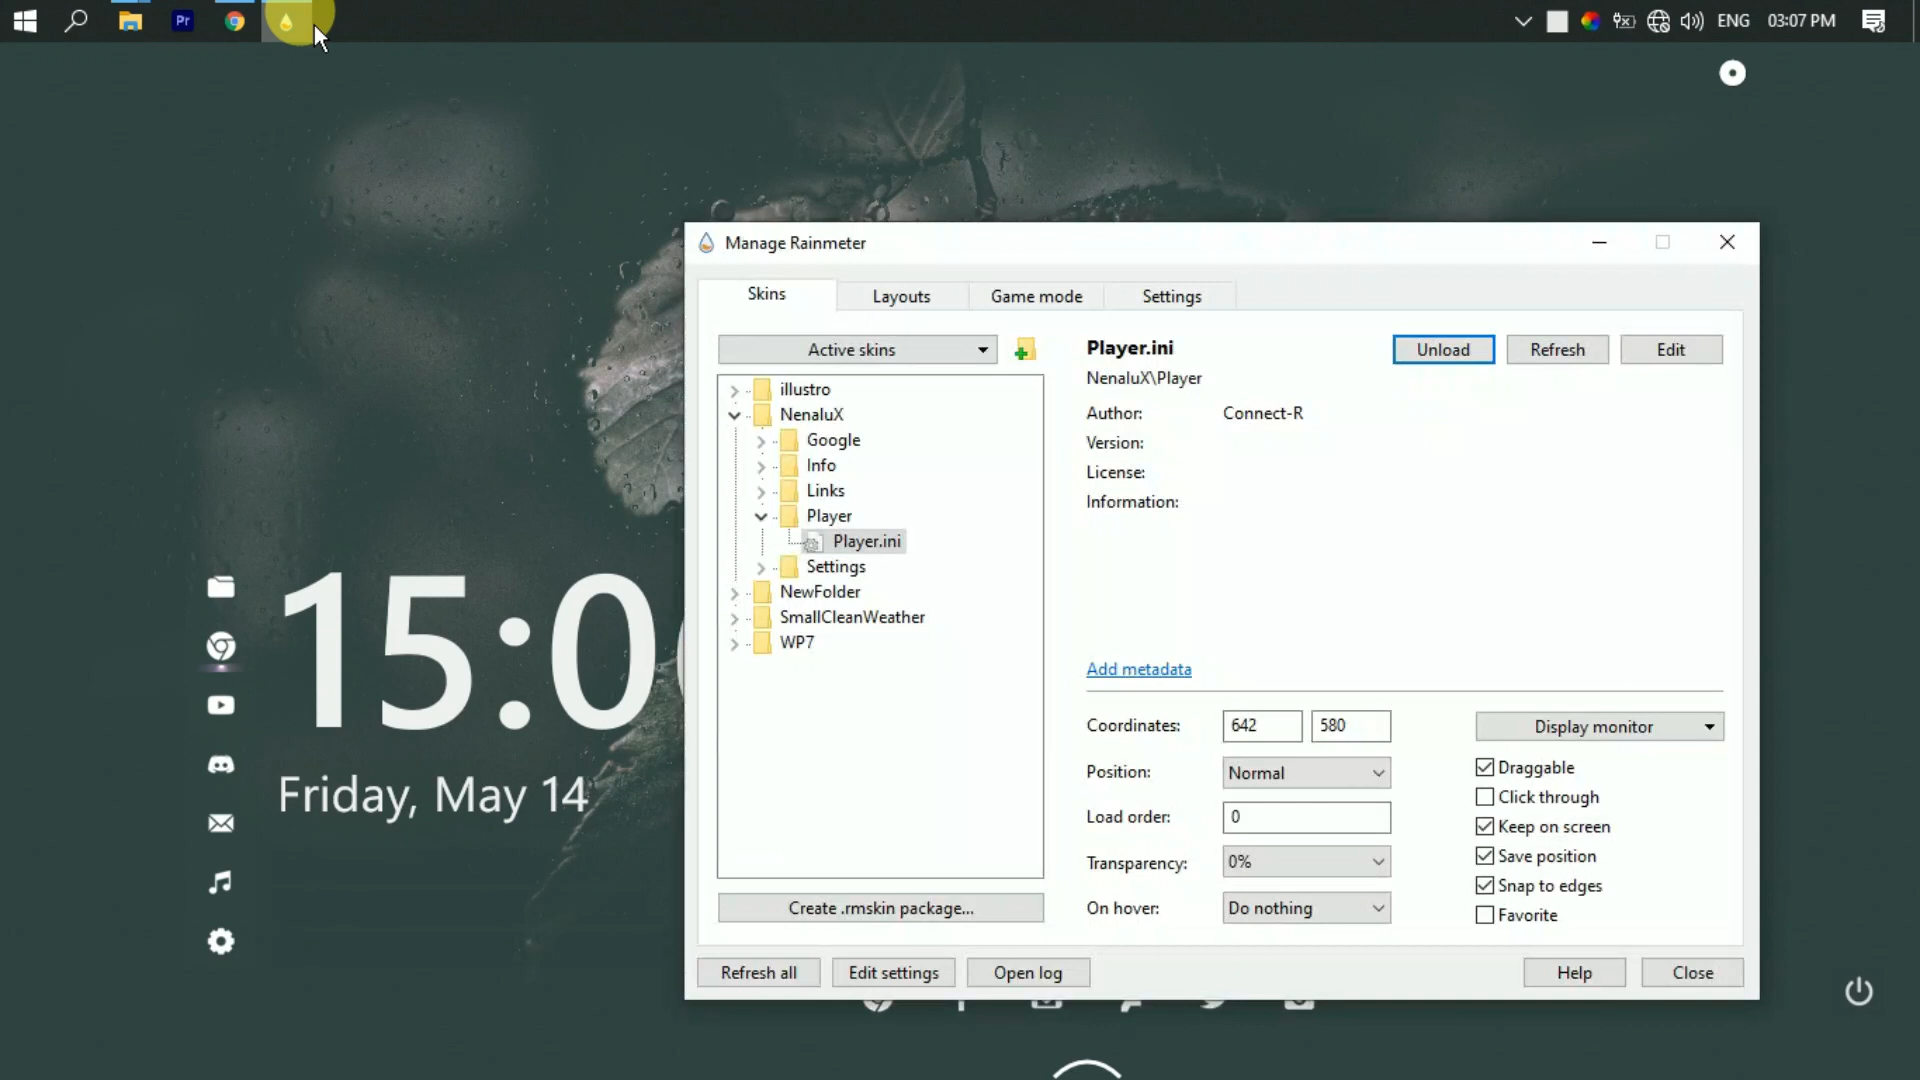 Pr
ENG
03:07 PM
Manage Rainmeter
Skins
Layouts
Game mode
Settings
Active skins
illustro
NenaluX
Google
Info
Links
Player
Player.ini
Settings
NewFolder
SmallCleanWeather
WP7
Create .rmskin package...
Player.ini
Unload
Refresh
Edit
NenaluX\Player
Author: Connect-R
Version:
License:
Information:
Add metadata
Coordinates: 642 580
Display monitor
Position: Normal
Load order: 0
Transparency: 0%
On hover: Do nothing
Draggable
Click through
Keep on screen
Save position
Snap to edges
Favorite
Refresh all
Edit settings
Open log
Help
Close
Friday, May 14